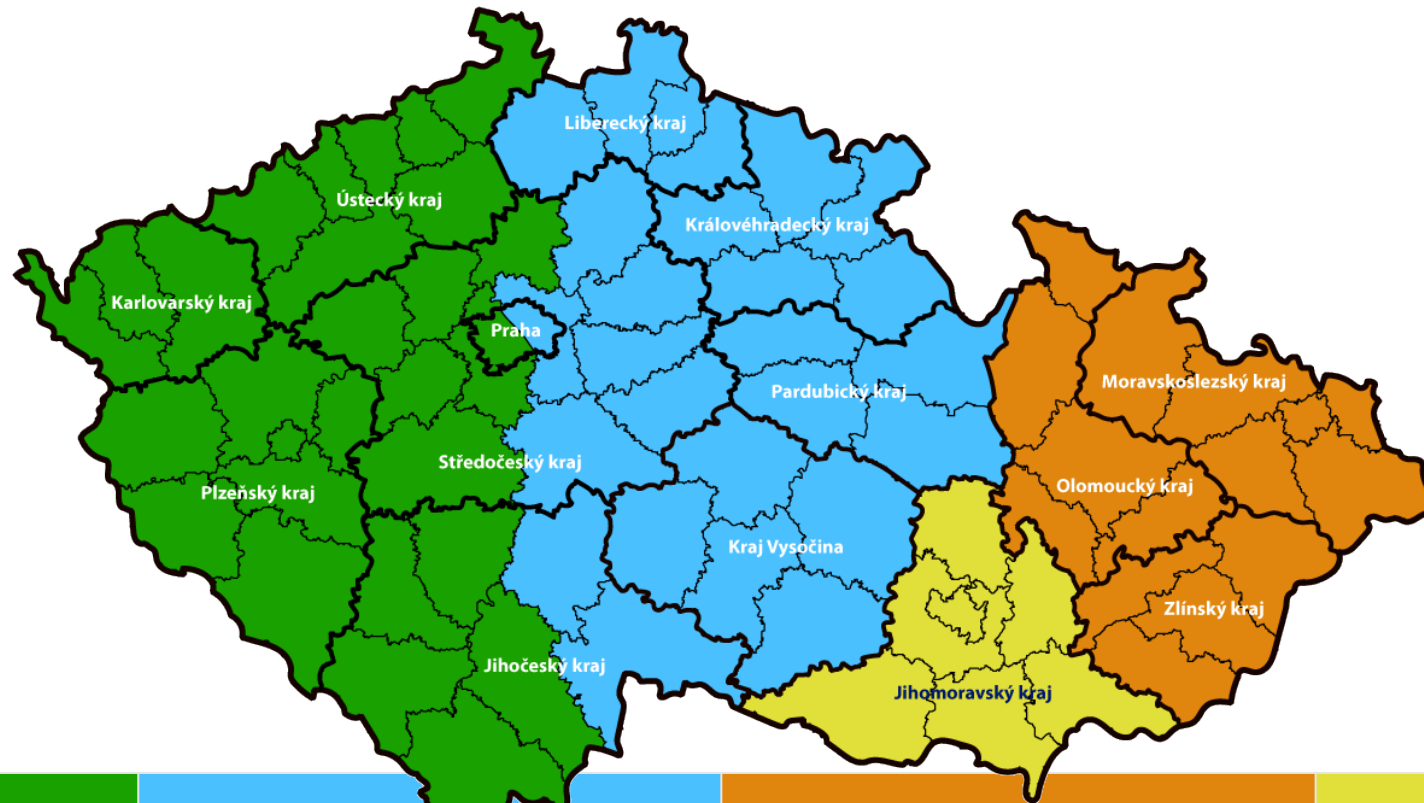 Liberecký kraj
Ústecký kraj
Královéhradecký kraj
Karlovarský kraj
Praha
Moravskoslezský kraj
Pardubický kraj
Středočeský kraj
Plzeňský kraj
Olomoucký kraj
Kraj Vysočina
Zlínský kraj
Jihočeský kraj
Jihomoravský kraj